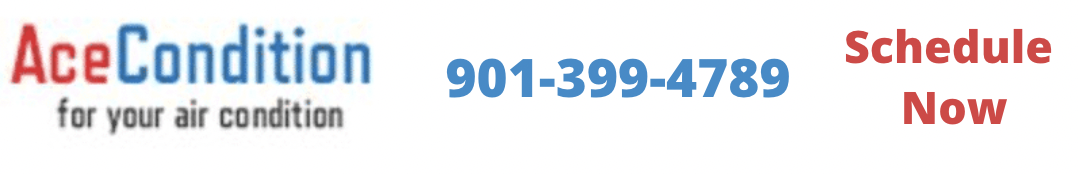 AceCondition
for your air condition
901-399-4789
Schedule
Now